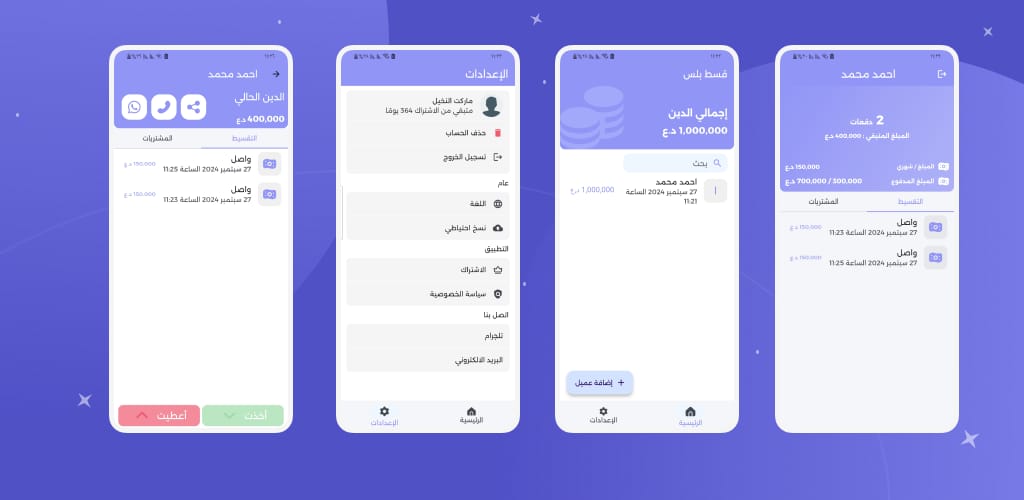 احمد محمد
الدين الحالي
400,000 د.ع
التقسيط
المشتريات
واصل
27 سبتمبر 2024 الساعة 11:25
150,000 د.ع
واصل
27 سبتمبر 2024 الساعة 11:23
150,000 د.ع
أخذت
أعطيت
الإعدادات
ماركت النخيل
متبقي من الاشتراك 364 يومًا
حذف الحساب
تسجيل الخروج
عام
اللغة
نسخ احتياطي
التطبيق
الاشتراك
سياسة الخصوصية
اتصل بنا
تلجرام
البريد الالكتروني
الرئيسية
الإعدادات
قسط بلس
إجمالي الدين
1,000,000 د.ع
بحث
ا
احمد محمد
27 سبتمبر 2024 الساعة
11:21
1,000,000 د.ع
+ إضافة عميل
الرئيسية
الإعدادات
احمد محمد
2 دفعات
المبلغ المتبقي : 400,000 د.ع
المبلغ / شهري
150,000 د.ع
المبلغ المدفوع
700,000 / 300,000 د.ع
التقسيط
المشتريات
واصل
27 سبتمبر 2024 الساعة 11:23
150,000 د.ع
واصل
27 سبتمبر 2024 الساعة 11:25
150,000 د.ع